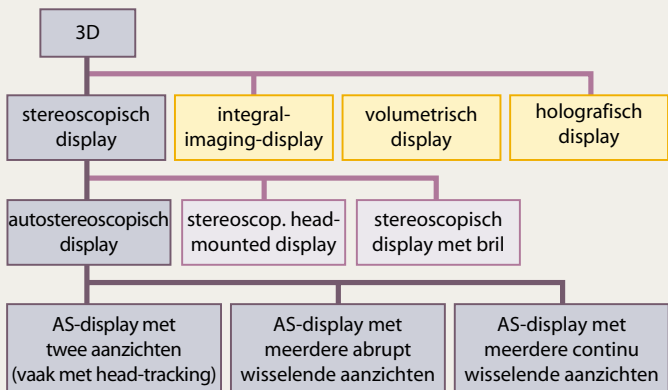 3D
stereoscopisch
display
integral-
imaging-display
volumetrisch
display
holografisch
display
autostereoscopisch
display
stereoscop. head-
mounted display
stereoscopisch
display met bril
AS-display met
twee aanzichten
(vaak met head-tracking)
AS-display met
meerdere abrupt
wisselende aanzichten
AS-display met
meerdere continu
wisselende aanzichten